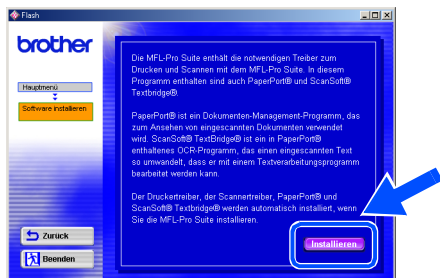 Flash
brother
Hauptmenü
Software installieren
Die MFL-Pro Suite enthält die notwendigen Treiber zum
Drucken und Scannen mit dem MFL-Pro Suite. In diesem
Programm enthalten sind auch PaperPort® und ScanSoft®
Textbridge®.
PaperPort® ist ein Dokumenten-Management-Programm, das
zum Ansehen von eingescannten Dokumenten verwendet
wird. ScanSoft® TextBridge® ist ein in PaperPort®
enthaltenes OCR-Programm, das einen eingescannten Text
so umwandelt, dass er mit einem Textverarbeitungsprogramm
bearbeitet werden kann.
Der Druckertreiber, der Scannertreiber, PaperPort® und
ScanSoft® Textbridge® werden automatisch installiert, wenn
Sie die MFL-Pro Suite installieren.
Installieren
Zurück
Beenden